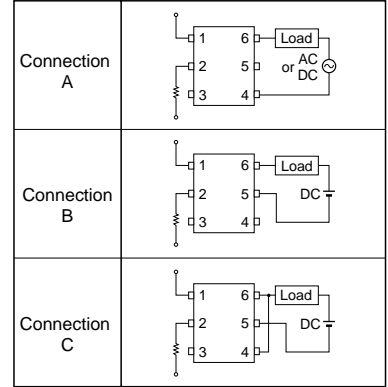 Connection
A
1 6 Load
2 5 or AC
DC
3 4
Connection
B
1 6 Load
2 5 DC
3 4
Connection
C
1 6 Load
2 5 DC
3 4